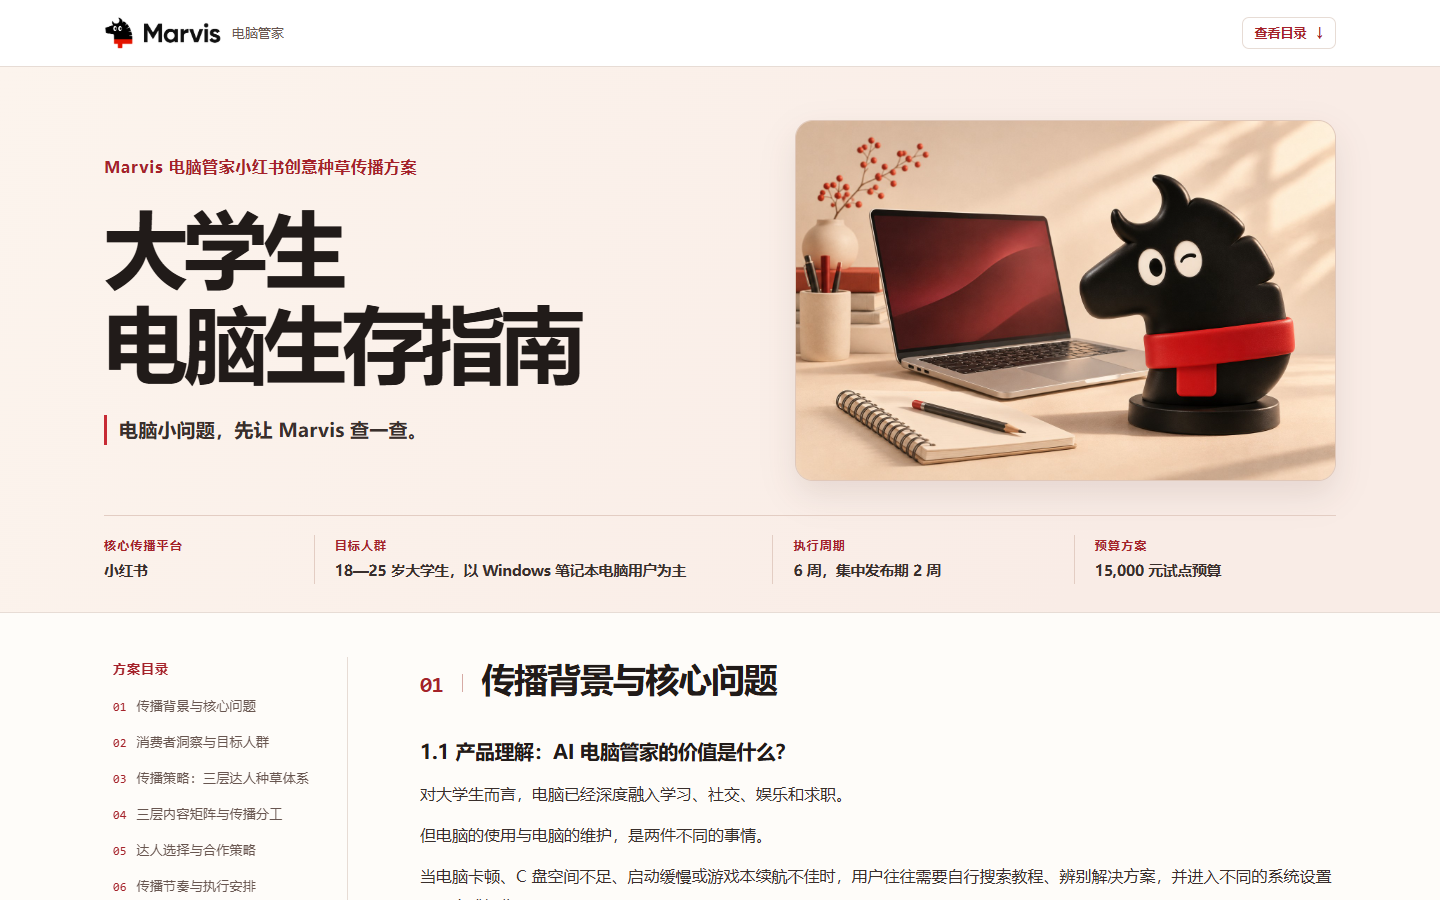 Marvis 电脑管家
查看目录 ↓
Marvis 电脑管家小红书创意种草传播方案
大学生
电脑生存指南
电脑小问题，先让 Marvis 查一查。
核心传播平台
小红书
目标人群
18—25 岁大学生，以 Windows 笔记本电脑用户为主
执行周期
6 周，集中发布期 2 周
预算方案
15,000 元试点预算
方案目录
01 传播背景与核心问题
02 消费者洞察与目标人群
03 传播策略：三层达人种草体系
04 三层内容矩阵与传播分工
05 达人选择与合作策略
06 传播节奏与执行安排
01 传播背景与核心问题
1.1 产品理解：AI 电脑管家的价值是什么？
对大学生而言，电脑已经深度融入学习、社交、娱乐和求职。
但电脑的使用与电脑的维护，是两件不同的事情。
当电脑卡顿、C 盘空间不足、启动缓慢或游戏本续航不佳时，用户往往需要自行搜索教程、辨别解决方案，并进入不同的系统设置